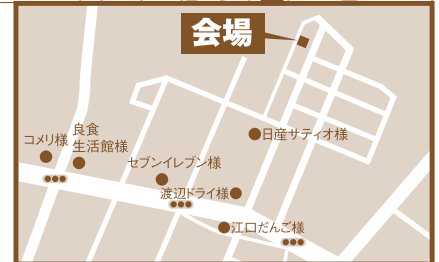 会場
日産サティオ様
良食
生活館様
コメリ様
セブンイレブン様
渡辺ドライ様
江口だんご様